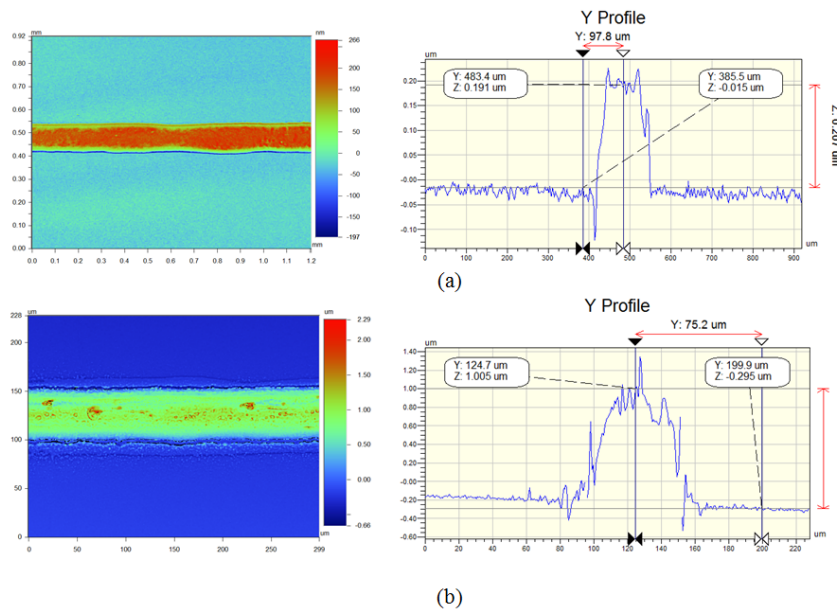 mm
0.92
0.80
0.70
0.60
0.50
0.40
0.30
0.20
0.10
0.00
0.0 0.1 0.2 0.3 0.4 0.5 0.6 0.7 0.8 0.9 1.0 1.1 1.2
mm
nm
266
200
150
100
50
0
-50
-100
-150
-197
Y Profile
Y: 97.8 um
um
0.20
0.15
0.10
0.05
-0.00
-0.05
-0.10
Y: 483.4 um
Z: 0.191 um
Y: 385.5 um
Z: -0.015 um
Z: 0.207 um
0 100 200 300 400 500 600 700 800 900
um
(a)
um
228
200
150
100
50
0
0 50 100 150 200 250 299
um
um
2.29
2.00
1.50
1.00
0.50
0.00
-0.66
Y Profile
Y: 75.2 um
um
1.40
1.20
1.00
0.80
0.60
0.40
0.20
-0.00
-0.20
-0.40
-0.60
Y: 124.7 um
Z: 1.005 um
Y: 199.9 um
Z: -0.295 um
0 20 40 60 80 100 120 140 160 180 200 220
um
(b)